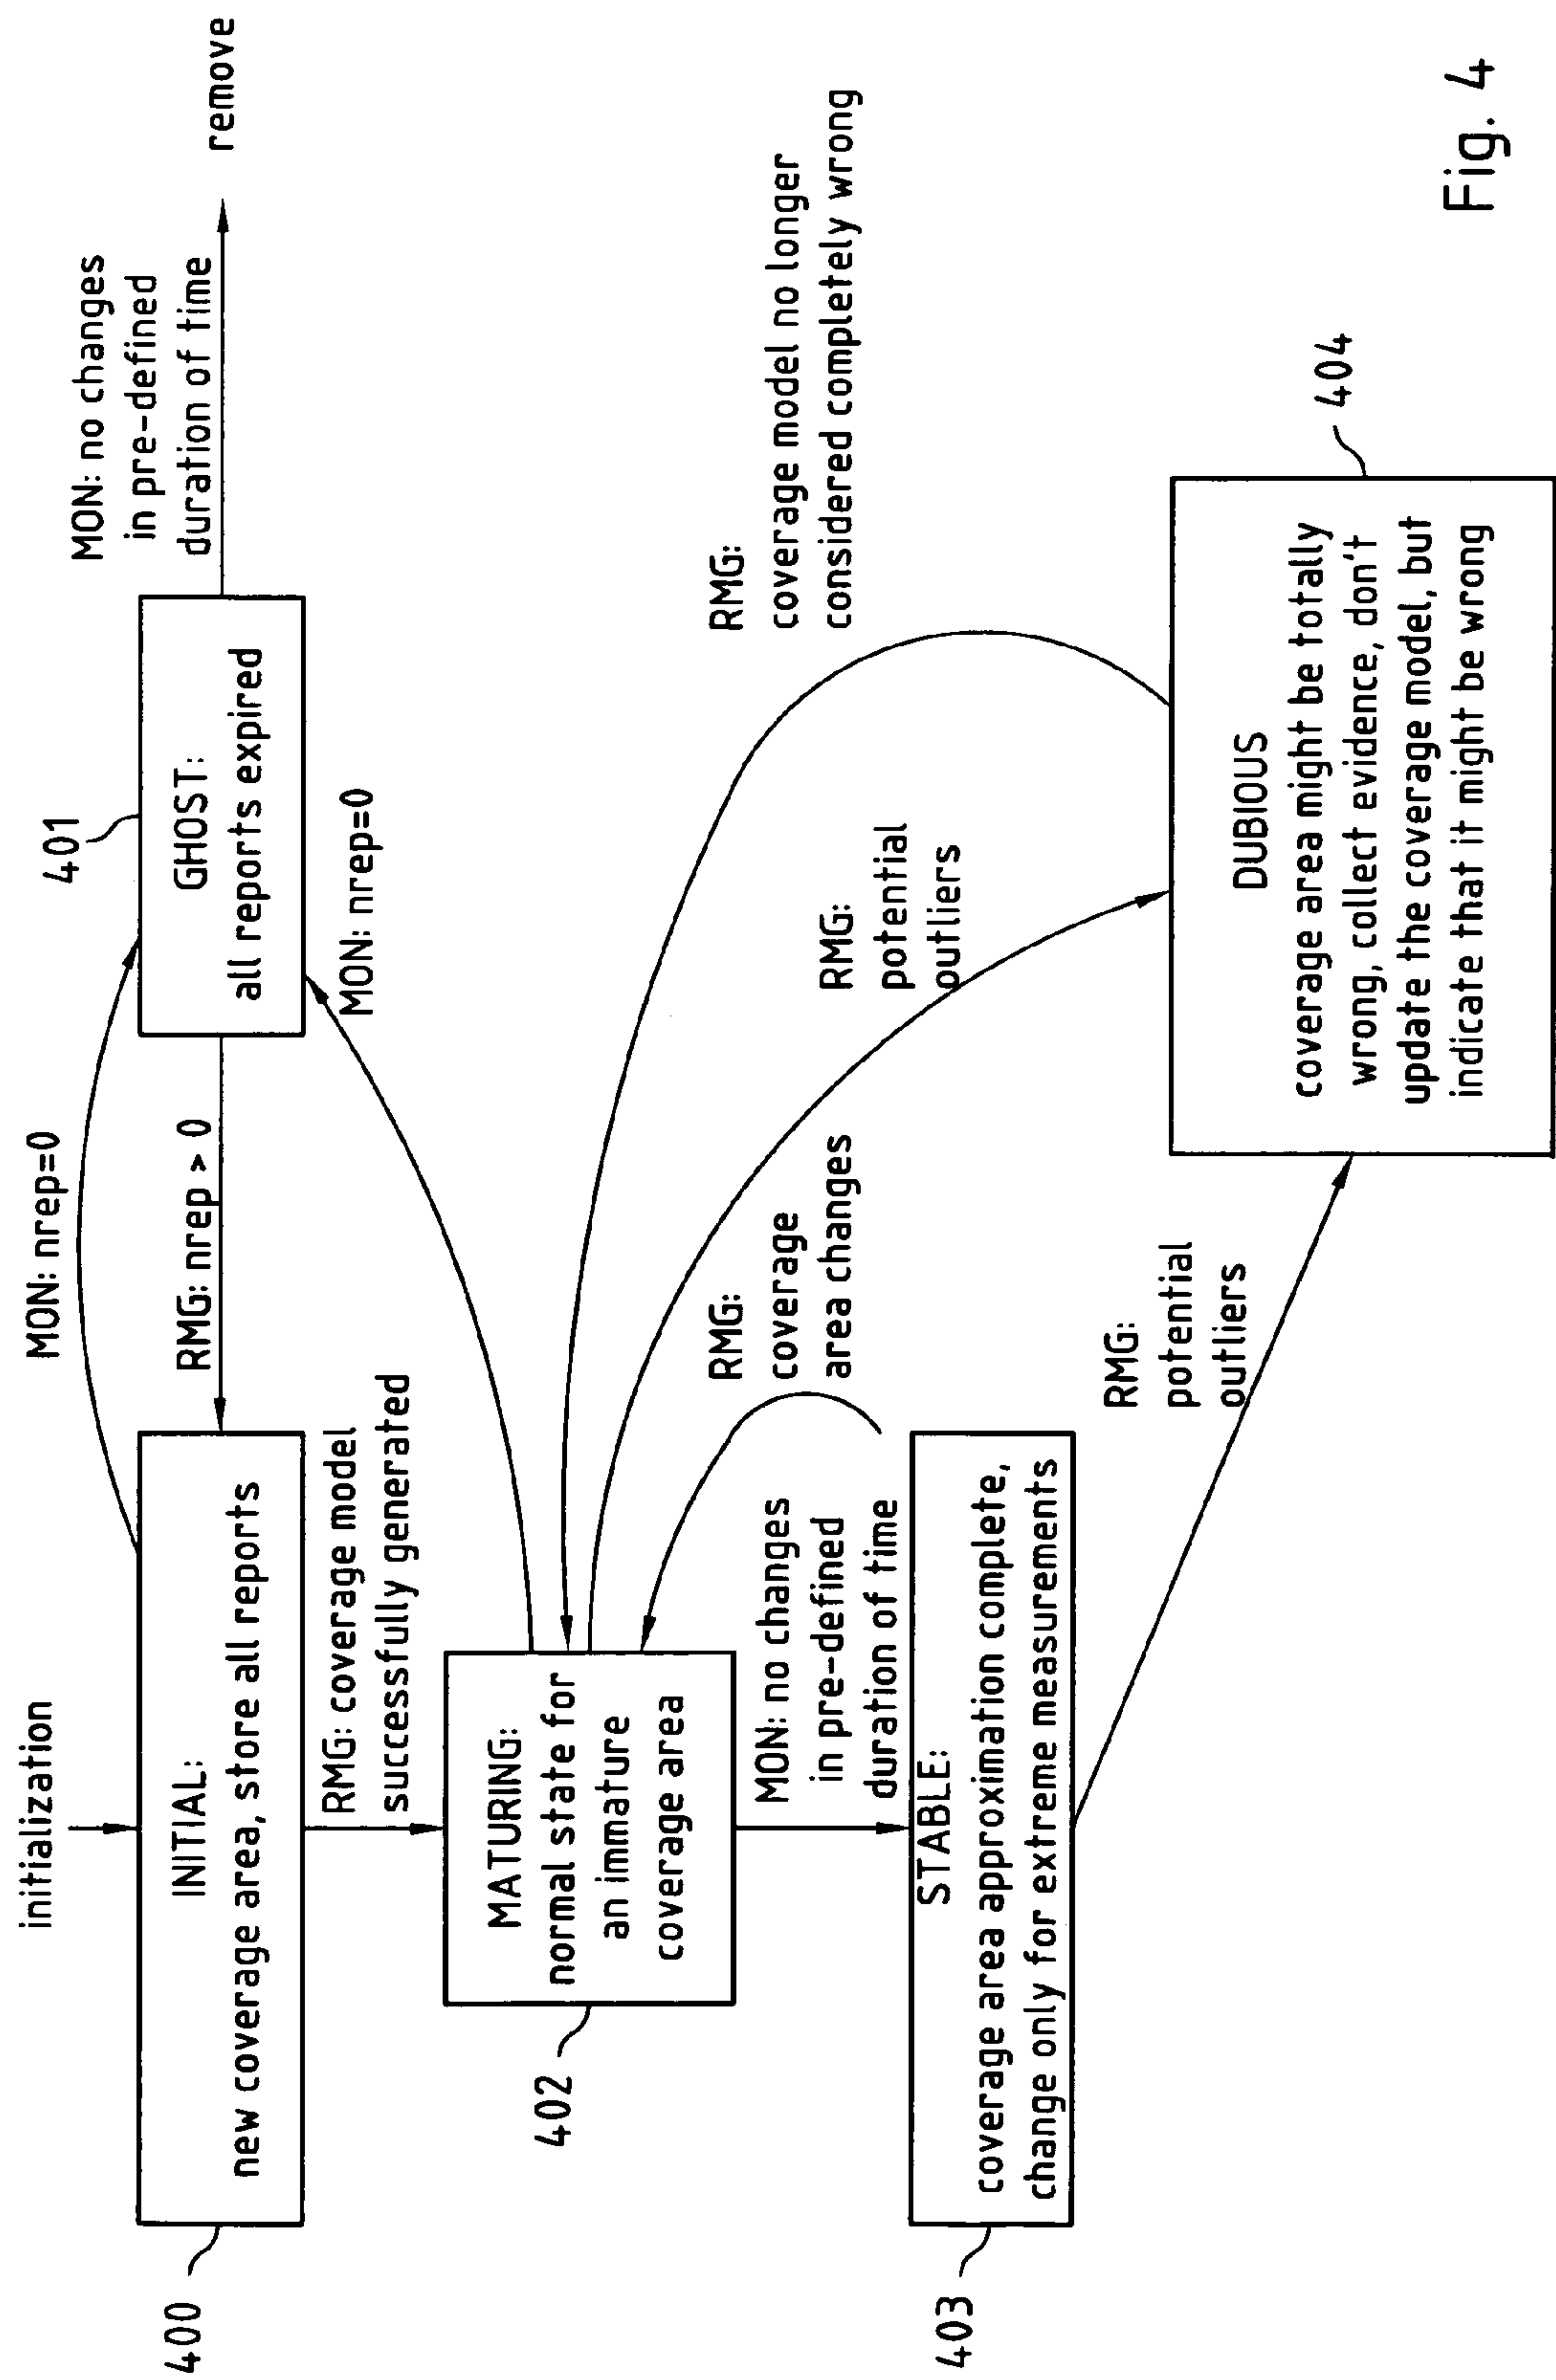 initialization
400
INITIAL:
new coverage area, store all reports
MON: nrep=0
RMG: nrep > 0
401
GHOST:
all reports expired
MON: no changes
in pre-defined
duration of time
remove
RMG: coverage model
successfully generated
MON: nrep=0
402
MATURING:
normal state for
an immature
coverage area
RMG:
coverage model no longer
considered completely wrong
RMG:
potential
outliers
RMG:
coverage
area changes
MON: no changes
in pre-defined
duration of time
403
STABLE:
coverage area approximation complete,
change only for extreme measurements
RMG:
potential
outliers
404
DUBIOUS
coverage area might be totally
wrong, collect evidence, don't
update the coverage model, but
indicate that it might be wrong
Fig. 4